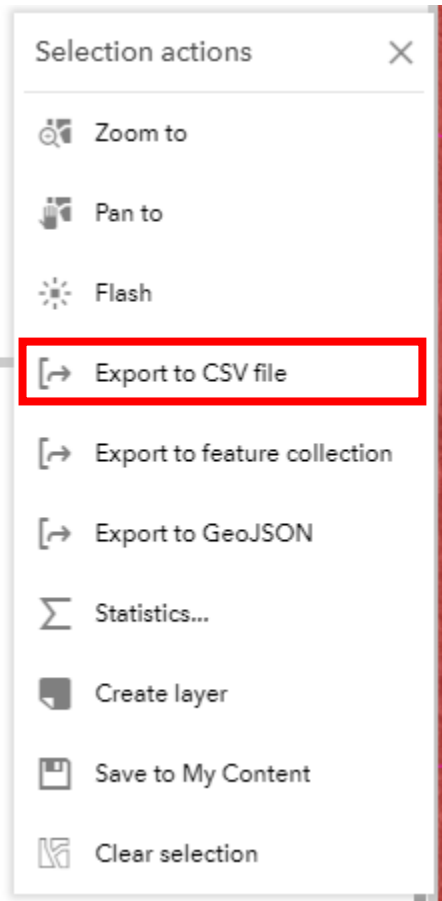 Selection actions
Zoom to
Pan to
Flash
Export to CSV file
Export to feature collection
Export to GeoJSON
Statistics...
Create layer
Save to My Content
Clear selection